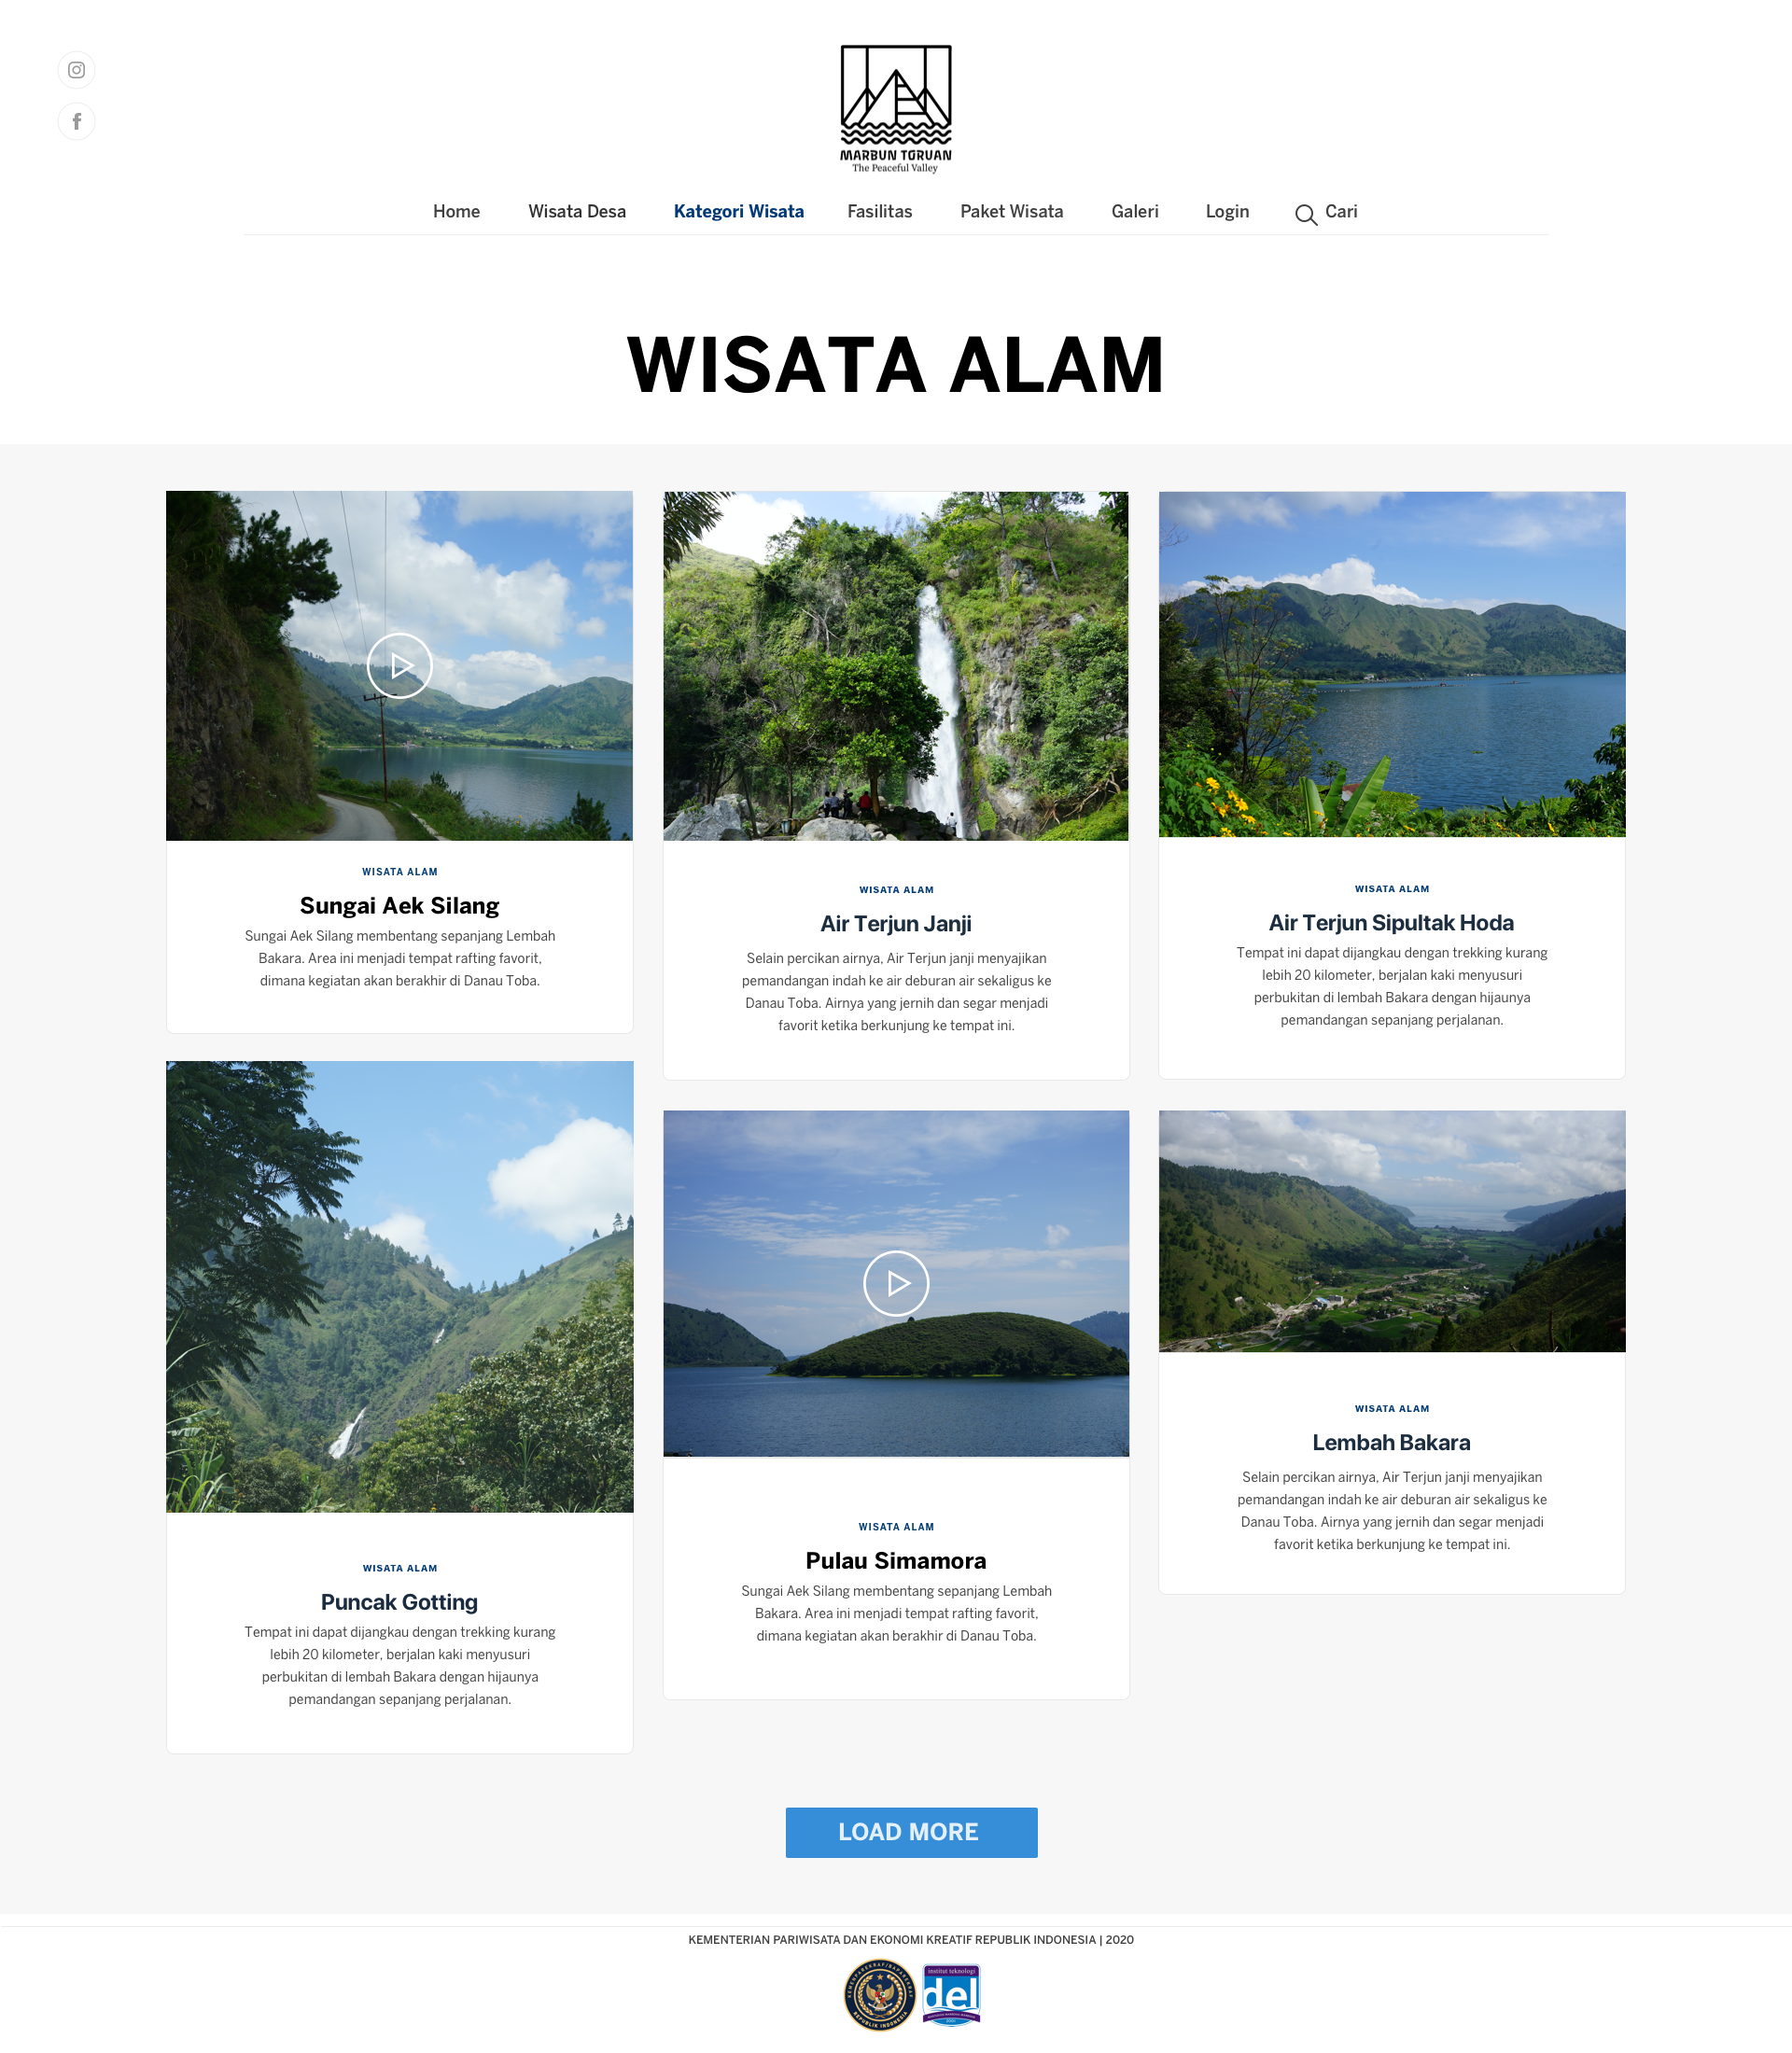 MARBUN TORUAN
The Peaceful Valley
Home Wisata Desa Kategori Wisata Fasilitas Paket Wisata Galeri Login Cari
WISATA ALAM
WISATA ALAM
Sungai Aek Silang
Sungai Aek Silang membentang sepanjang Lembah
Bakara. Area ini menjadi tempat rafting favorit,
dimana kegiatan akan berakhir di Danau Toba.
WISATA ALAM
Air Terjun Janji
Selain percikan airnya, Air Terjun janji menyajikan
pemandangan indah ke air deburan air sekaligus ke
Danau Toba. Airnya yang jernih dan segar menjadi
favorit ketika berkunjung ke tempat ini.
WISATA ALAM
Air Terjun Sipultak Hoda
Tempat ini dapat dijangkau dengan trekking kurang
lebih 20 kilometer, berjalan kaki menyusuri
perbukitan di lembah Bakara dengan hijaunya
pemandangan sepanjang perjalanan.
WISATA ALAM
Puncak Gotting
Tempat ini dapat dijangkau dengan trekking kurang
lebih 20 kilometer, berjalan kaki menyusuri
perbukitan di lembah Bakara dengan hijaunya
pemandangan sepanjang perjalanan.
WISATA ALAM
Pulau Simamora
Sungai Aek Silang membentang sepanjang Lembah
Bakara. Area ini menjadi tempat rafting favorit,
dimana kegiatan akan berakhir di Danau Toba.
WISATA ALAM
Lembah Bakara
Selain percikan airnya, Air Terjun janji menyajikan
pemandangan indah ke air deburan air sekaligus ke
Danau Toba. Airnya yang jernih dan segar menjadi
favorit ketika berkunjung ke tempat ini.
LOAD MORE
KEMENTERIAN PARIWISATA DAN EKONOMI KREATIF REPUBLIK INDONESIA | 2020
KEMENPAREKRAF/BAPAREKRAF
REPUBLIK INDONESIA
institut teknologi
del